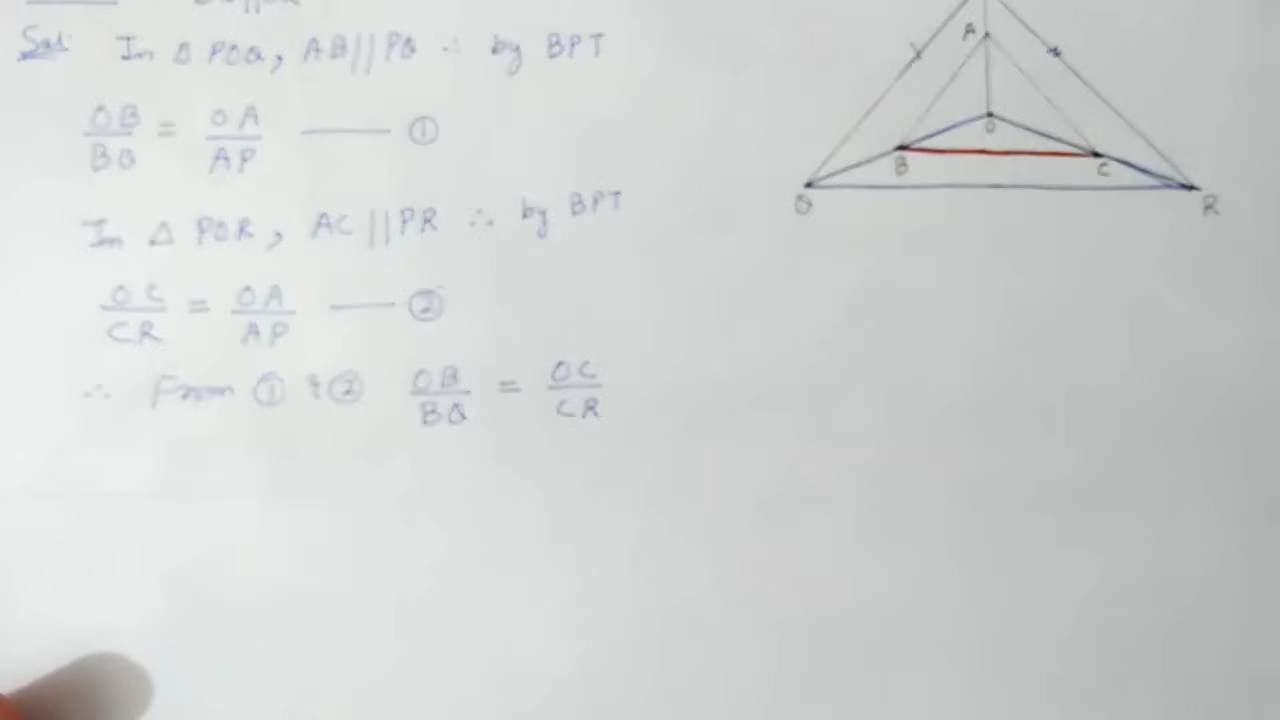 Sol. In △ POQ, AB||PQ ∴ by BPT
OB/BQ = OA/AP —— ①
In △ POR, AC||PR ∴ by BPT
OC/CR = OA/AP —— ②
∴ From ① & ② OB/BQ = OC/CR
A
O
B
C
Q
R